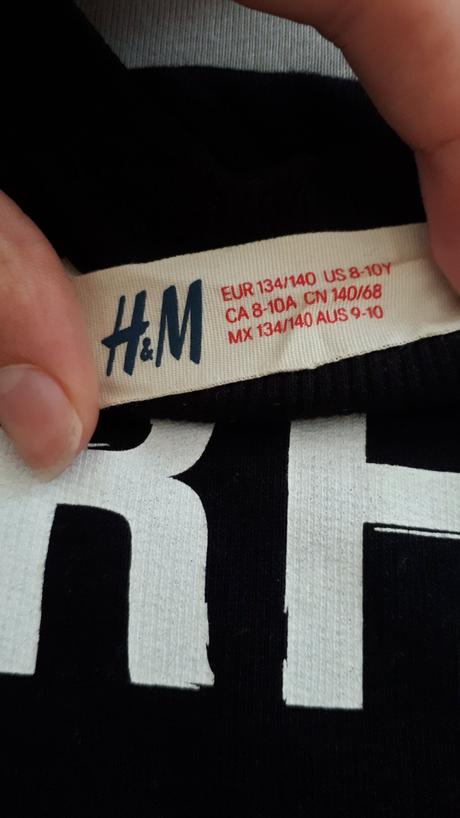 H&M
EUR 134/140 US 8-10Y
CA 8-10A CN 140/68
MX 134/140 AUS 9-10